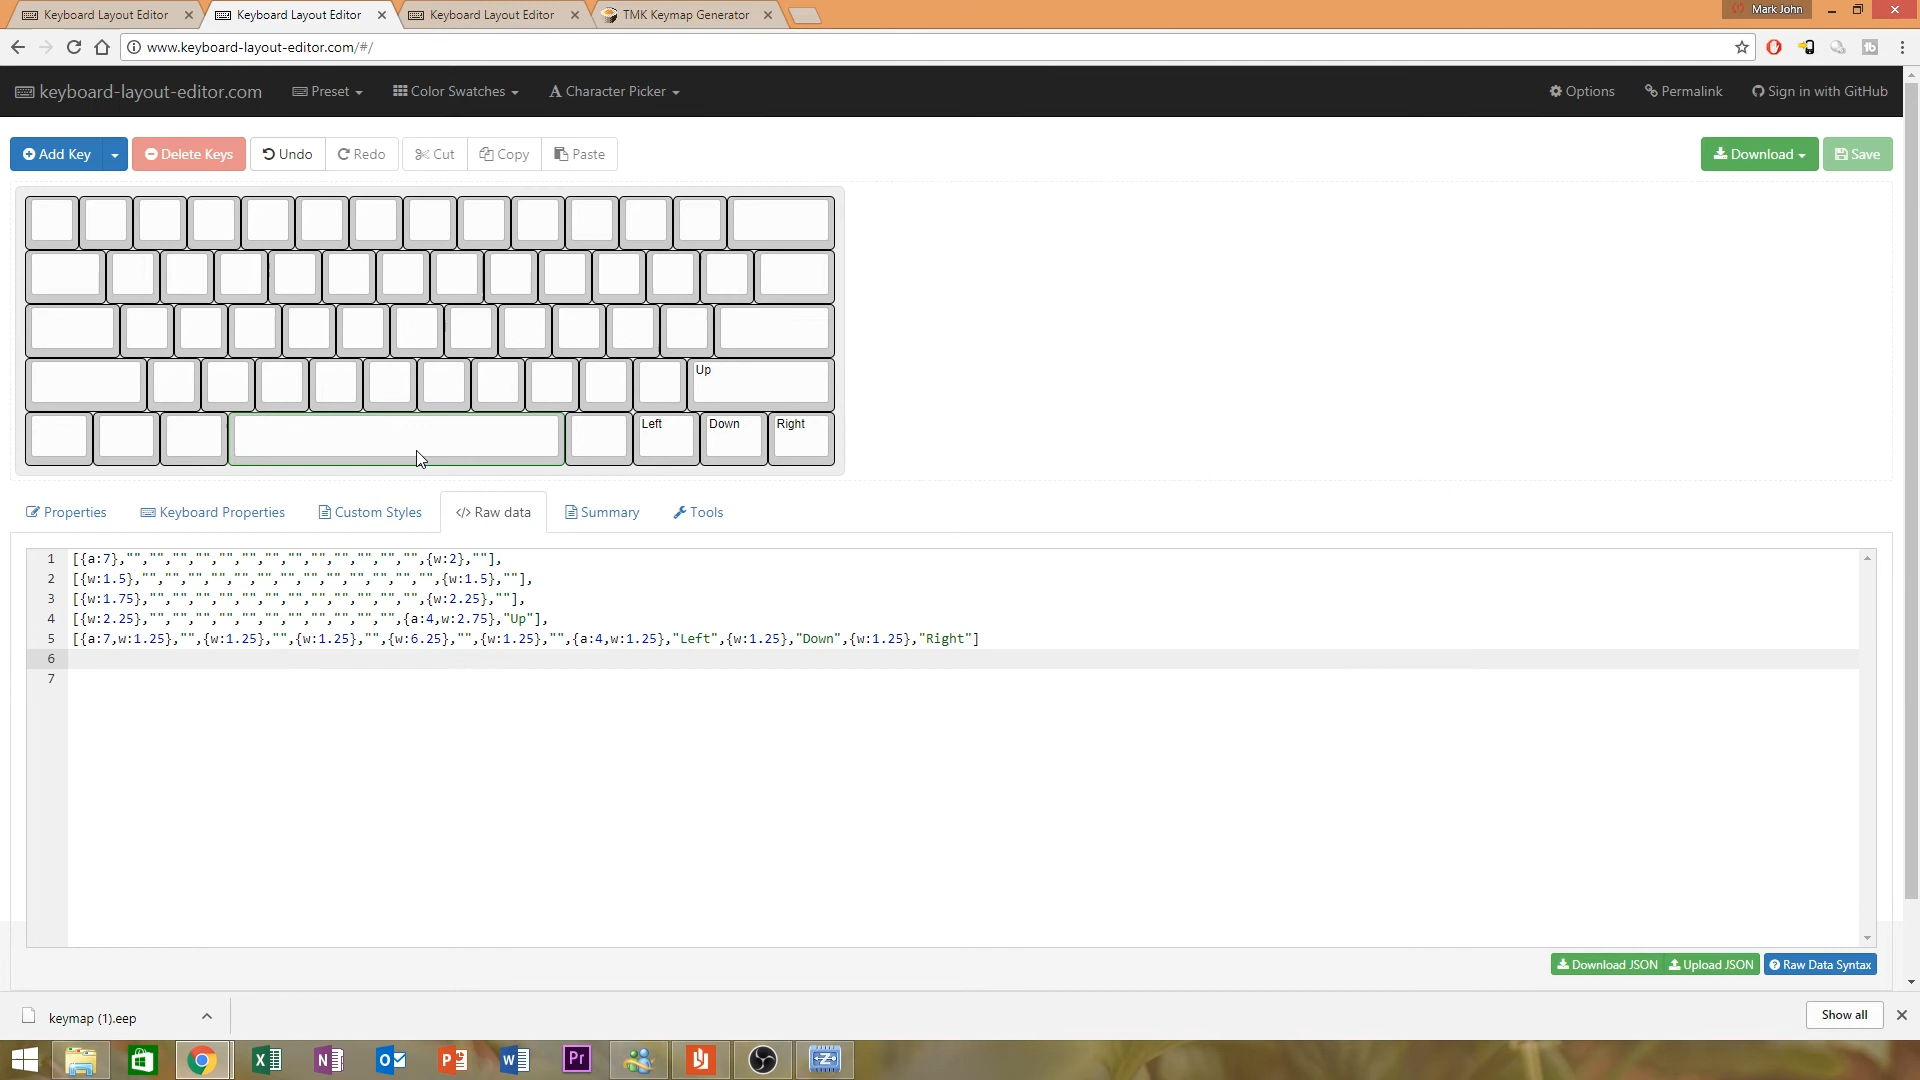 Keyboard Layout Editor
Keyboard Layout Editor
Keyboard Layout Editor
TMK Keymap Generator
Mark John
www.keyboard-layout-editor.com/#/
keyboard-layout-editor.com
Preset
Color Swatches
A Character Picker
Options
Permalink
Sign in with GitHub
Add Key
Delete Keys
Undo
Redo
Cut
Copy
Paste
Download
Save
Up
Left
Down
Right
Properties
Keyboard Properties
Custom Styles
</> Raw data
Summary
Tools
1 [{a:7},"","","","","","","","","","","","","",{w:2},""],
2 [{w:1.5},"","","","","","","","","","","","","",{w:1.5},""],
3 [{w:1.75},"","","","","","","","","","","","",{w:2.25},""],
4 [{w:2.25},"","","","","","","","","","","",{a:4,w:2.75},"Up"],
5 [{a:7,w:1.25},"",{w:1.25},"",{w:1.25},"",{w:6.25},"",{w:1.25},"",{a:4,w:1.25},"Left",{w:1.25},"Down",{w:1.25},"Right"]
6
7
Download JSON
Upload JSON
Raw Data Syntax
keymap (1).eep
Show all